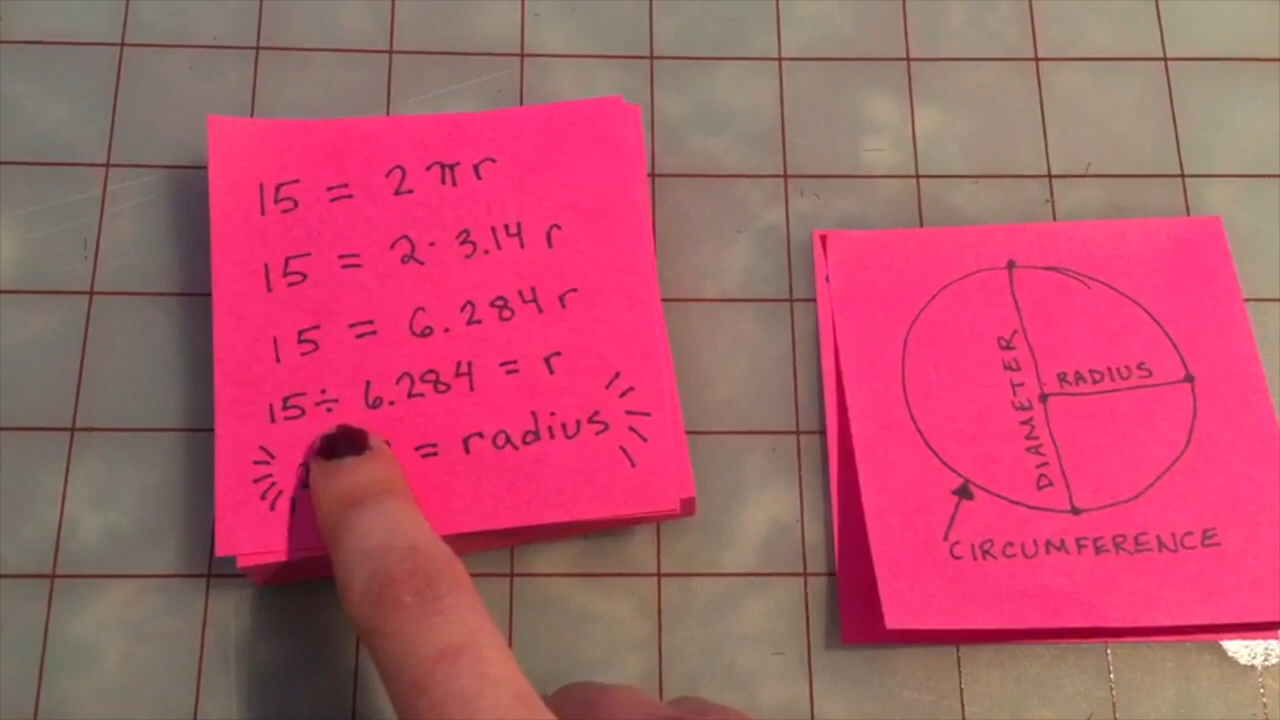 15 = 2πr
15 = 2·3.14 r
15 = 6.284 r
15 ÷ 6.284 = r
= radius
DIAMETER
RADIUS
CIRCUMFERENCE